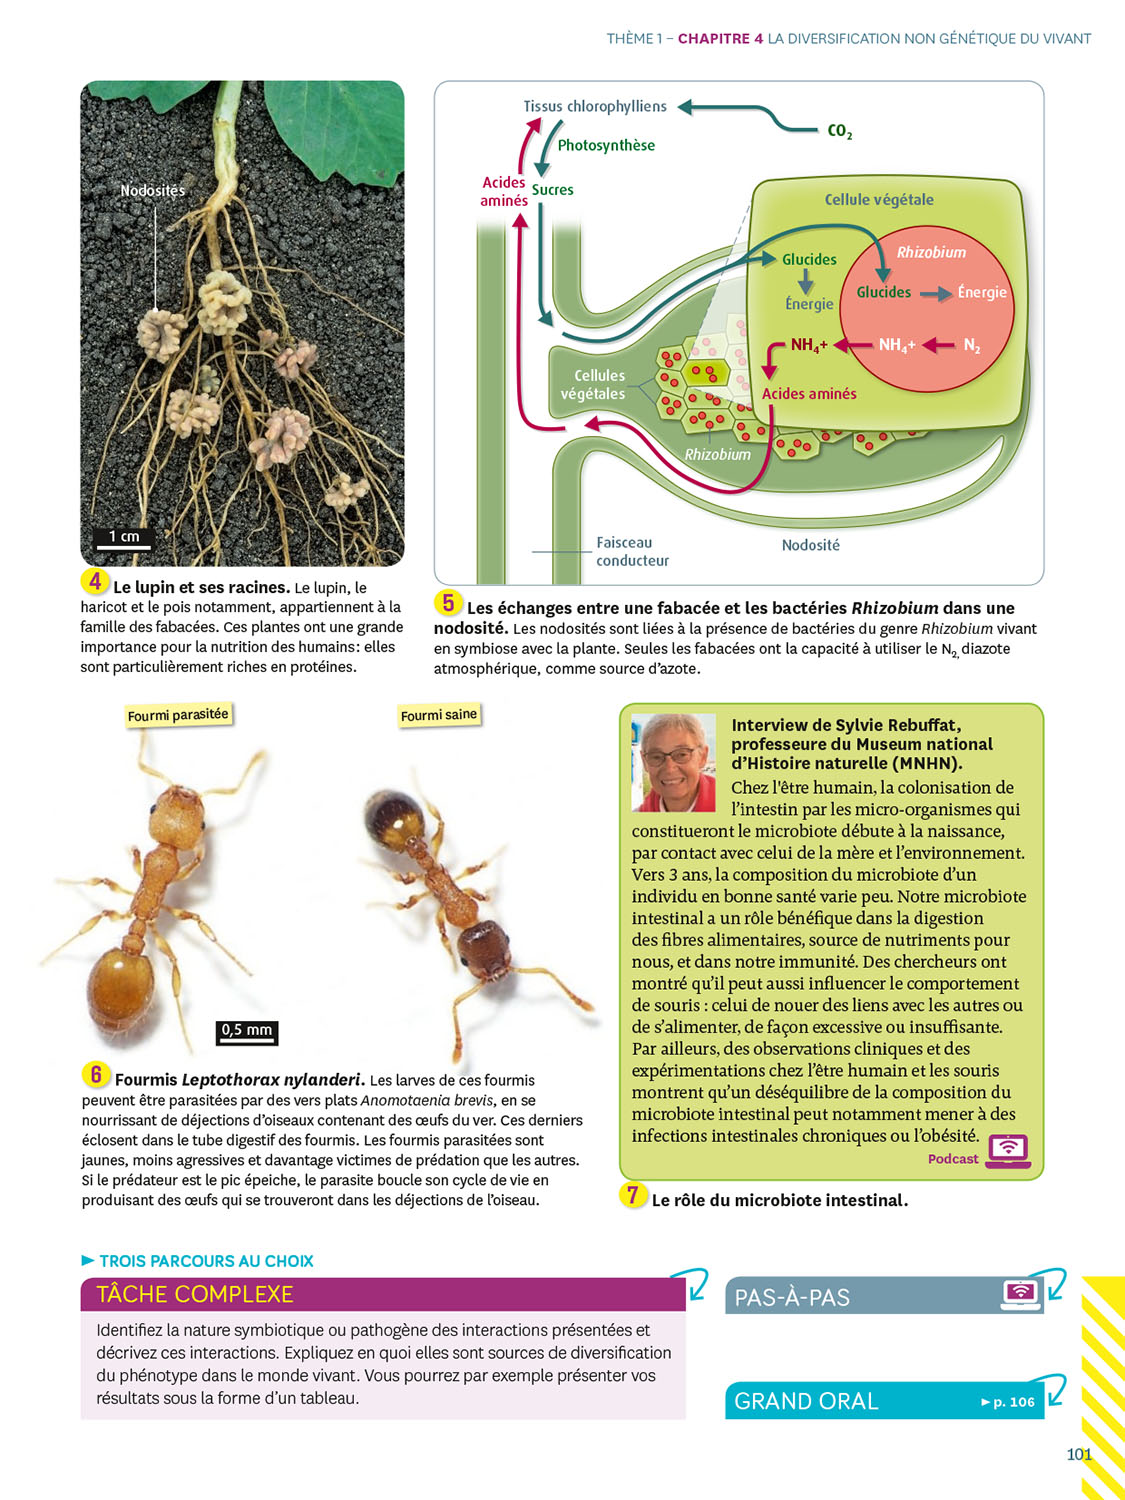 THÈME 1 – CHAPITRE 4 LA DIVERSIFICATION NON GÉNÉTIQUE DU VIVANT
Nodosités
1 cm
4 Le lupin et ses racines. Le lupin, le
haricot et le pois notamment, appartiennent à la
famille des fabacées. Ces plantes ont une grande
importance pour la nutrition des humains : elles
sont particulièrement riches en protéines.
Tissus chlorophylliens
CO2
Photosynthèse
Acides
aminés
Sucres
Cellule végétale
Rhizobium
Glucides
Glucides
Énergie
Énergie
NH4+
NH4+
N2
Acides aminés
Cellules
végétales
Rhizobium
Faisceau
conducteur
Nodosité
5 Les échanges entre une fabacée et les bactéries Rhizobium dans une
nodosité. Les nodosités sont liées à la présence de bactéries du genre Rhizobium vivant
en symbiose avec la plante. Seules les fabacées ont la capacité à utiliser le N2, diazote
atmosphérique, comme source d'azote.
Fourmi parasitée
Fourmi saine
0,5 mm
6 Fourmis Leptothorax nylanderi. Les larves de ces fourmis
peuvent être parasitées par des vers plats Anomotaenia brevis, en se
nourrissant de déjections d'oiseaux contenant des œufs du ver. Ces derniers
éclosent dans le tube digestif des fourmis. Les fourmis parasitées sont
jaunes, moins agressives et davantage victimes de prédation que les autres.
Si le prédateur est le pic épeiche, le parasite boucle son cycle de vie en
produisant des œufs qui se trouveront dans les déjections de l'oiseau.
Interview de Sylvie Rebuffat,
professeure du Museum national
d'Histoire naturelle (MNHN).
Chez l'être humain, la colonisation de
l'intestin par les micro-organismes qui
constitueront le microbiote débute à la naissance,
par contact avec celui de la mère et l'environnement.
Vers 3 ans, la composition du microbiote d'un
individu en bonne santé varie peu. Notre microbiote
intestinal a un rôle bénéfique dans la digestion
des fibres alimentaires, source de nutriments pour
nous, et dans notre immunité. Des chercheurs ont
montré qu'il peut aussi influencer le comportement
de souris : celui de nouer des liens avec les autres ou
de s'alimenter, de façon excessive ou insuffisante.
Par ailleurs, des observations cliniques et des
expérimentations chez l'être humain et les souris
montrent qu'un déséquilibre de la composition du
microbiote intestinal peut notamment mener à des
infections intestinales chroniques ou l'obésité.
Podcast
7 Le rôle du microbiote intestinal.
► TROIS PARCOURS AU CHOIX
TÂCHE COMPLEXE
Identifiez la nature symbiotique ou pathogène des interactions présentées et
décrivez ces interactions. Expliquez en quoi elles sont sources de diversification
du phénotype dans le monde vivant. Vous pourrez par exemple présenter vos
résultats sous la forme d'un tableau.
PAS-À-PAS
GRAND ORAL
► p. 106
101